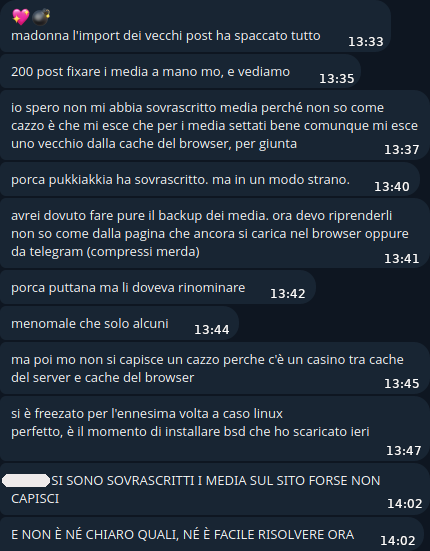 💖💣
madonna l'import dei vecchi post ha spaccato tutto
13:33
200 post fixare i media a mano mo, e vediamo
13:35
io spero non mi abbia sovrascritto media perché non so come
cazzo è che mi esce che per i media settati bene comunque mi esce
uno vecchio dalla cache del browser, per giunta
13:37
porca pukkiakkia ha sovrascritto. ma in un modo strano.
13:40
avrei dovuto fare pure il backup dei media. ora devo riprenderli
non so come dalla pagina che ancora si carica nel browser oppure
da telegram (compressi merda)
13:41
porca puttana ma li doveva rinominare
13:42
menomale che solo alcuni
13:44
ma poi mo non si capisce un cazzo perche c'è un casino tra cache
del server e cache del browser
13:45
si è freezato per l'ennesima volta a caso linux
perfetto, è il momento di installare bsd che ho scaricato ieri
13:47
SI SONO SOVRASCRITTI I MEDIA SUL SITO FORSE NON
CAPISCI
14:02
E NON È NÉ CHIARO QUALI, NÉ È FACILE RISOLVERE ORA
14:02